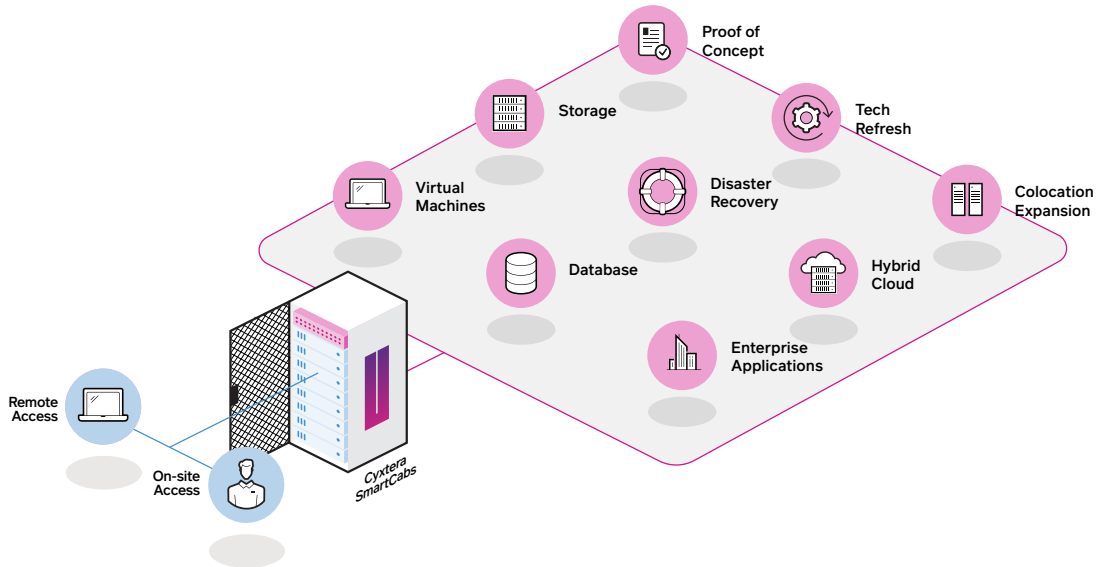 Proof of
Concept
Storage
Tech
Refresh
Virtual
Machines
Disaster
Recovery
Colocation
Expansion
Database
Hybrid
Cloud
Enterprise
Applications
Remote
Access
On-site
Access
Cyxtera
SmartCabs